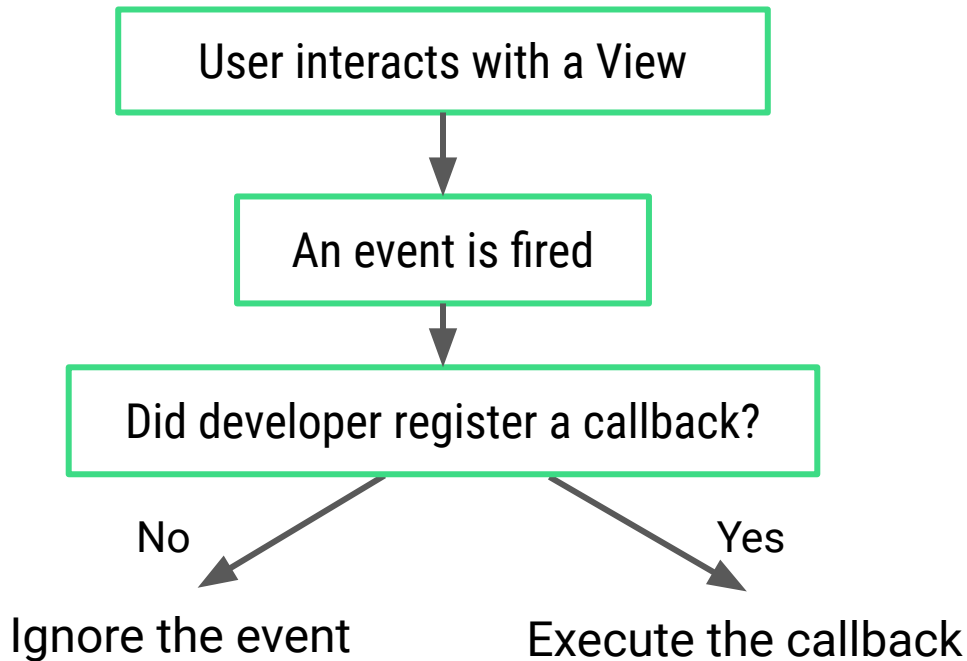 User interacts with a View
An event is fired
Did developer register a callback?
No
Yes
Ignore the event
Execute the callback